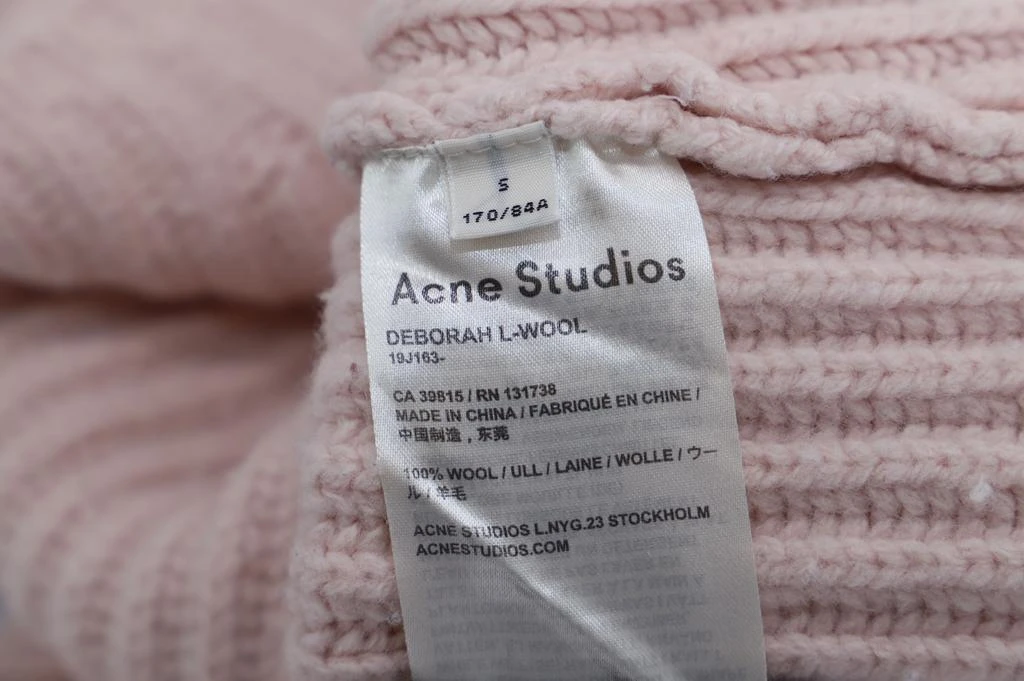 S
170/84A
Acne Studios
DEBORAH L-WOOL
19J163-
CA 39815 / RN 131738
MADE IN CHINA / FABRIQUÉ EN CHINE /
中国制造，东莞
100% WOOL / ULL / LAINE / WOLLE / ウー
ル / 羊毛
ACNE STUDIOS L.NYG.23 STOCKHOLM
ACNESTUDIOS.COM